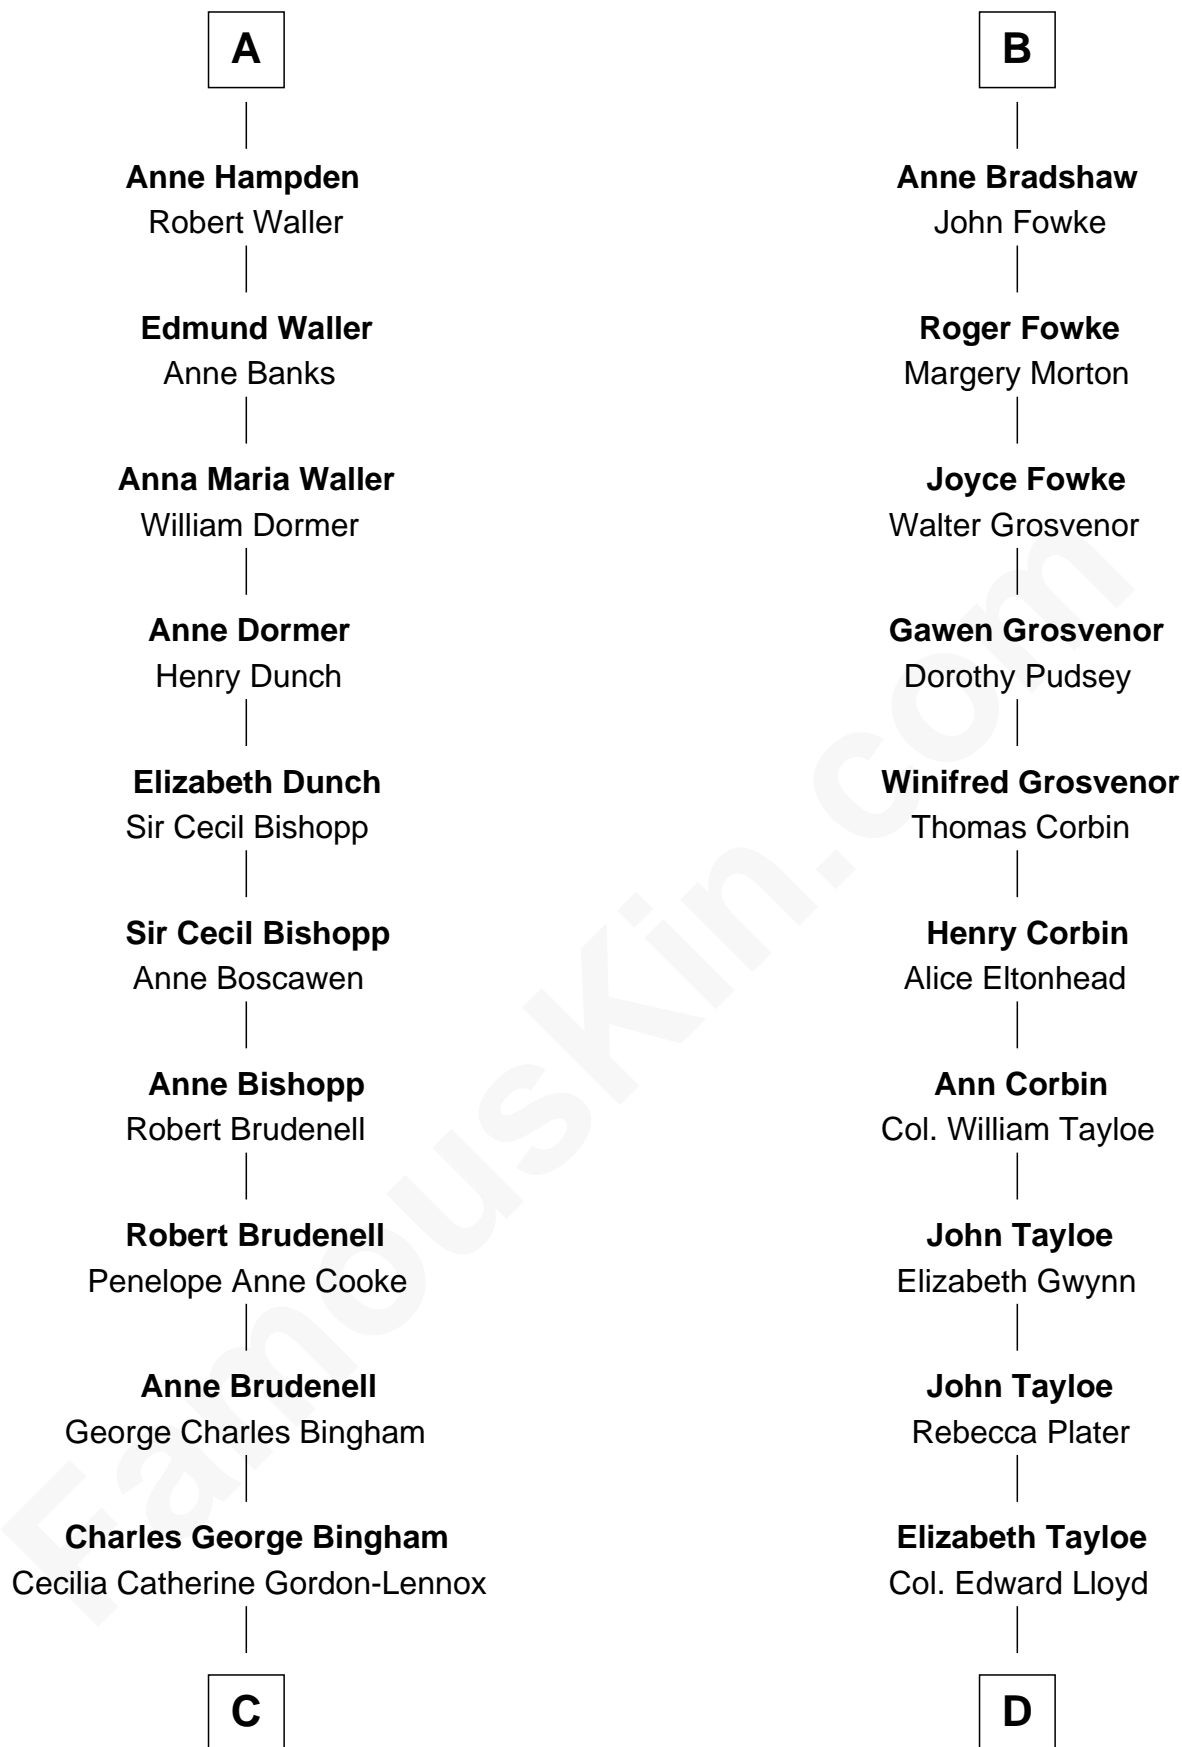 A
Anne Hampden
Robert Waller
Edmund Waller
Anne Banks
Anna Maria Waller
William Dormer
Anne Dormer
Henry Dunch
Elizabeth Dunch
Sir Cecil Bishopp
Sir Cecil Bishopp
Anne Boscawen
Anne Bishopp
Robert Brudenell
Robert Brudenell
Penelope Anne Cooke
Anne Brudenell
George Charles Bingham
Charles George Bingham
Cecilia Catherine Gordon-Lennox
C
B
Anne Bradshaw
John Fowke
Roger Fowke
Margery Morton
Joyce Fowke
Walter Grosvenor
Gawen Grosvenor
Dorothy Pudsey
Winifred Grosvenor
Thomas Corbin
Henry Corbin
Alice Eltonhead
Ann Corbin
Col. William Tayloe
John Tayloe
Elizabeth Gwynn
John Tayloe
Rebecca Plater
Elizabeth Tayloe
Col. Edward Lloyd
D
FamousKin.com